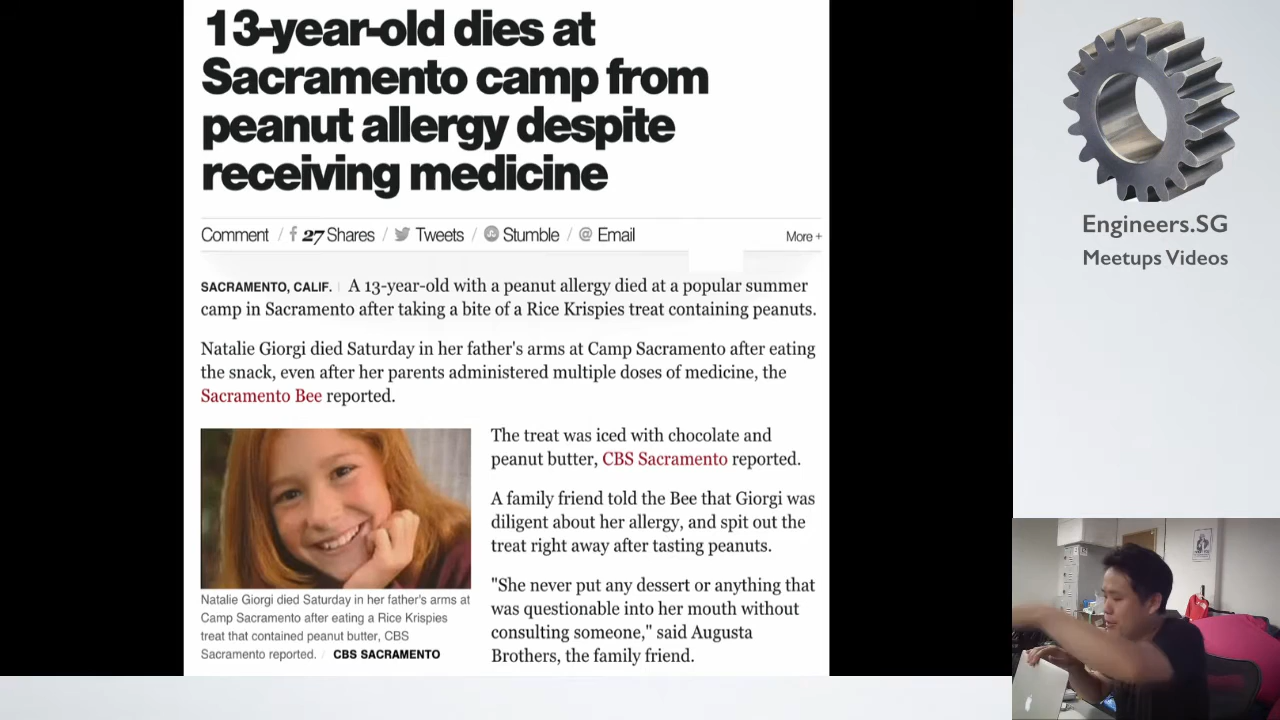 13-year-old dies at
Sacramento camp from
peanut allergy despite
receiving medicine
Comment / f 27 Shares / Tweets / Stumble / @ Email
More +
SACRAMENTO, CALIF. | A 13-year-old with a peanut allergy died at a popular summer
camp in Sacramento after taking a bite of a Rice Krispies treat containing peanuts.
Natalie Giorgi died Saturday in her father's arms at Camp Sacramento after eating
the snack, even after her parents administered multiple doses of medicine, the
Sacramento Bee reported.
The treat was iced with chocolate and
peanut butter, CBS Sacramento reported.
A family friend told the Bee that Giorgi was
diligent about her allergy, and spit out the
treat right away after tasting peanuts.
"She never put any dessert or anything that
was questionable into her mouth without
consulting someone," said Augusta
Brothers, the family friend.
Natalie Giorgi died Saturday in her father's arms at
Camp Sacramento after eating a Rice Krispies
treat that contained peanut butter, CBS
Sacramento reported. / CBS SACRAMENTO
Engineers.SG
Meetups Videos